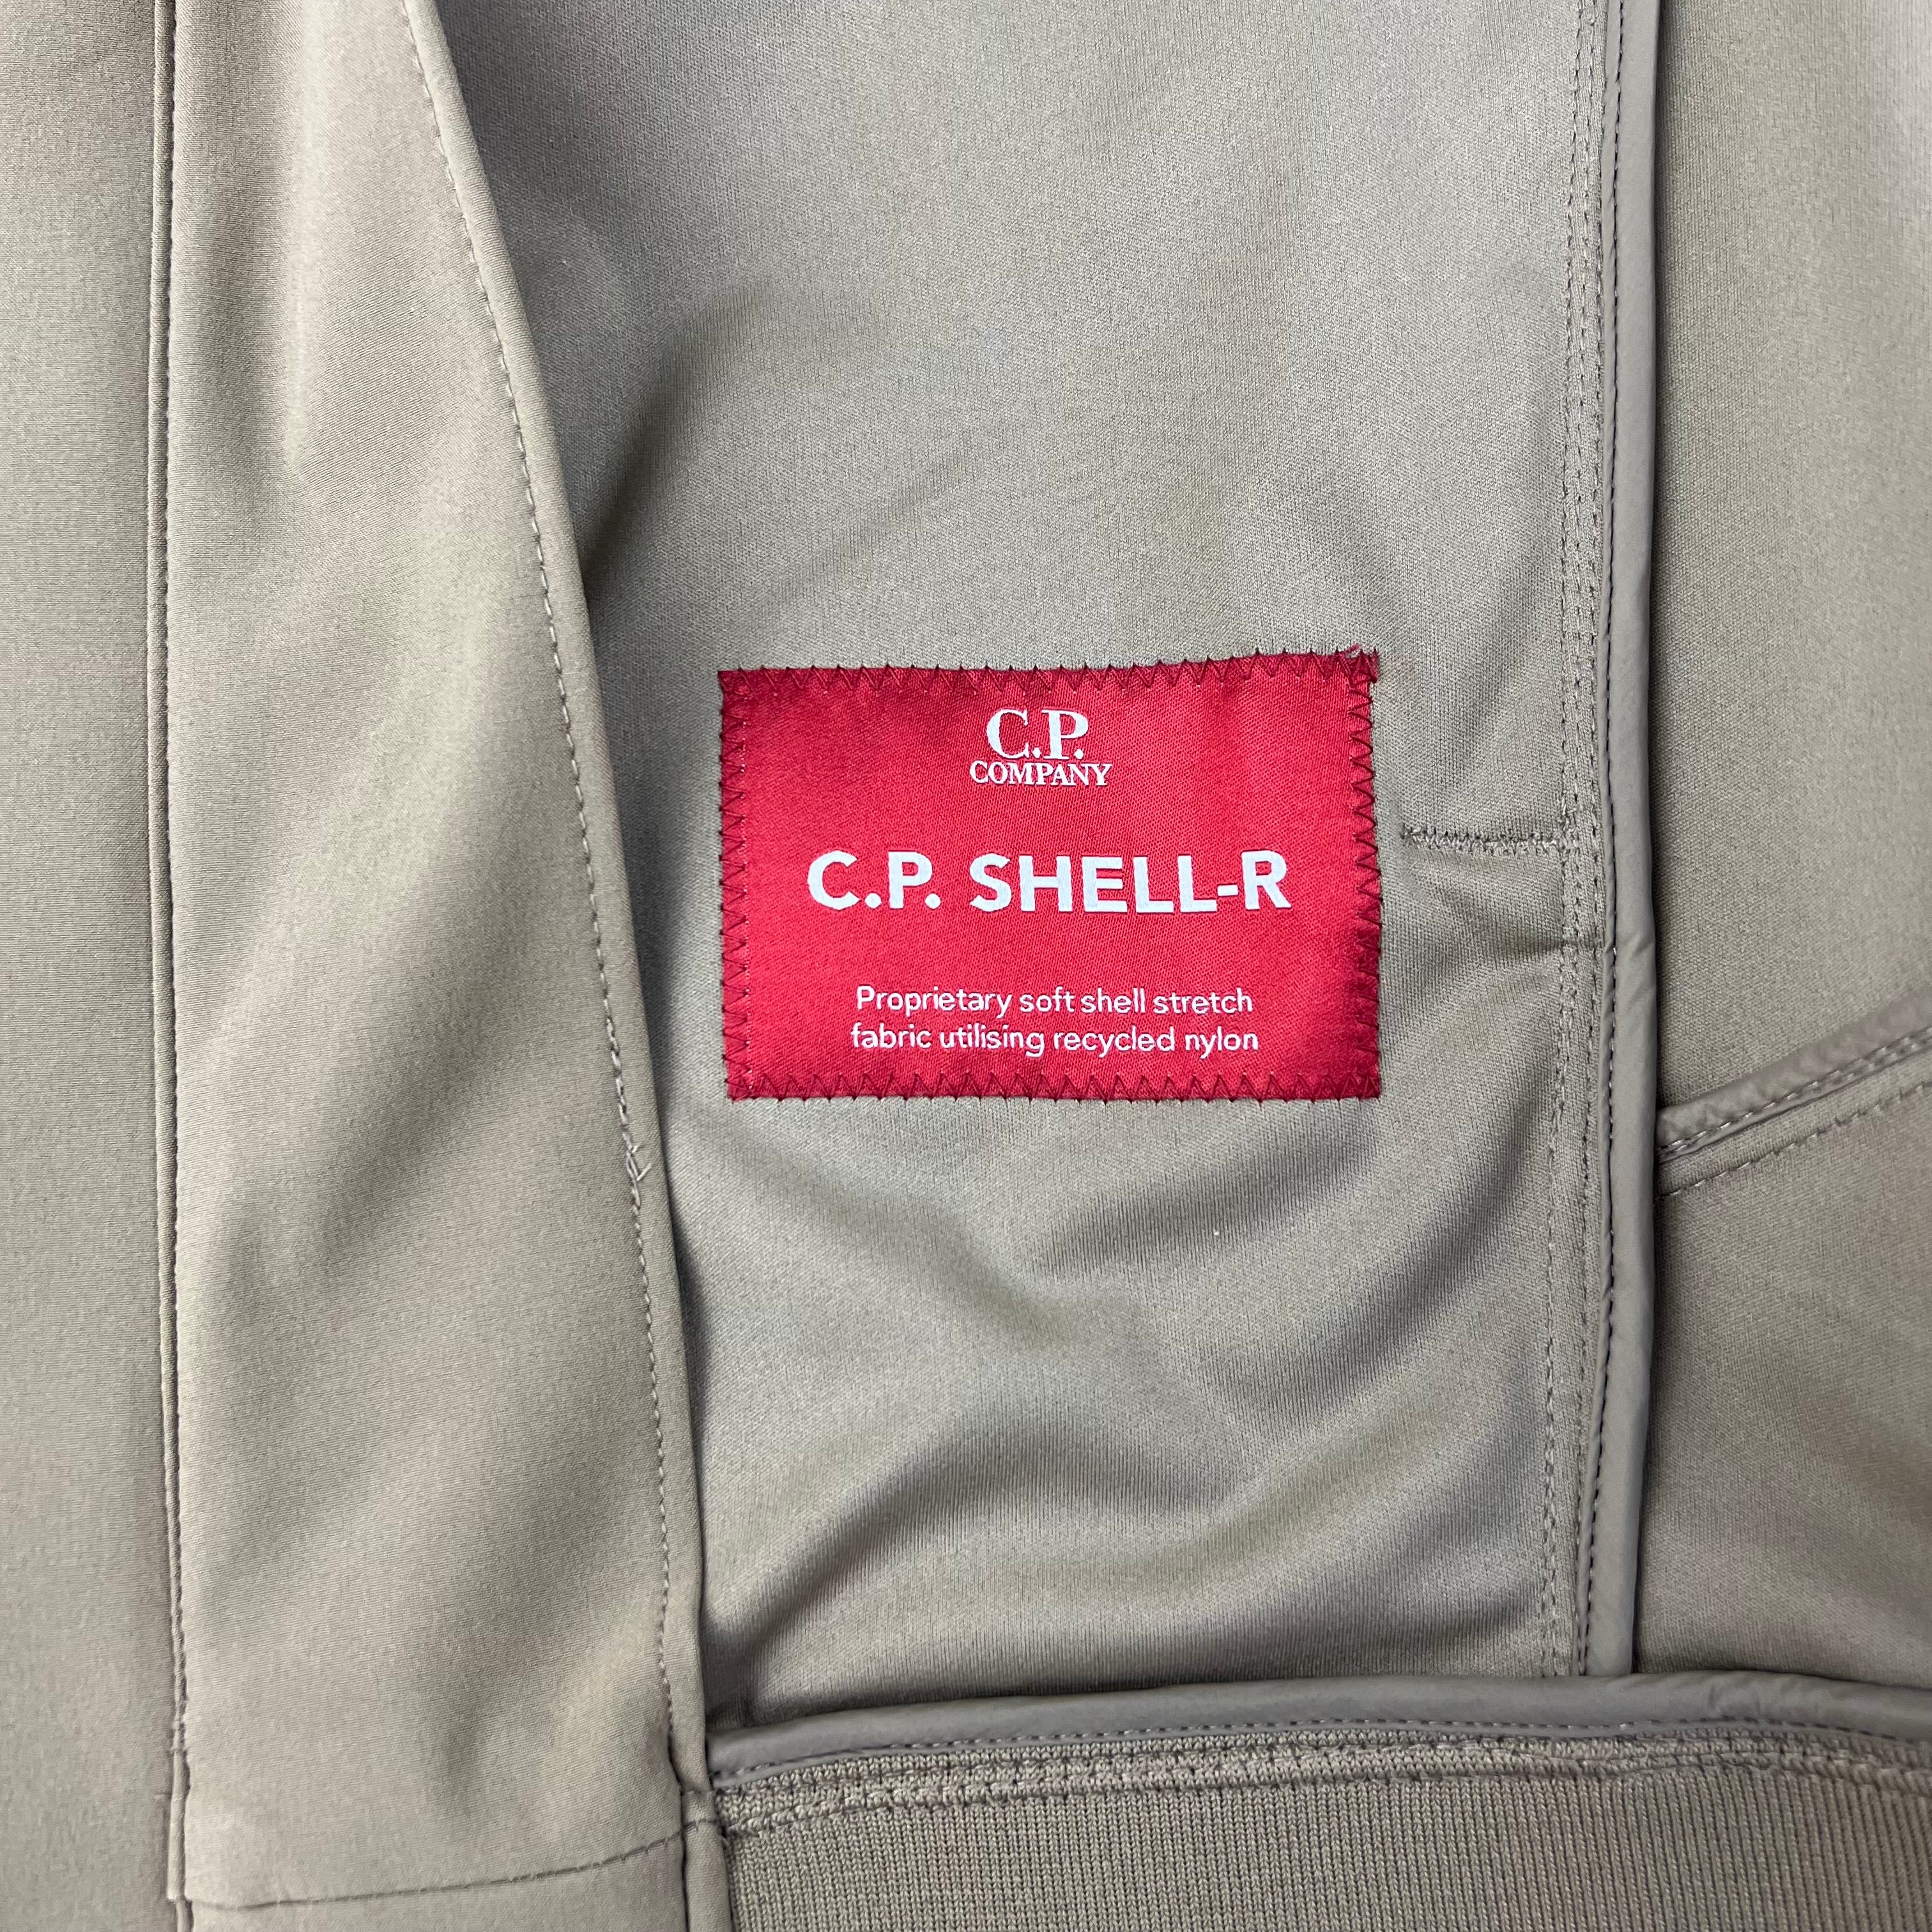 C.P.
COMPANY
C.P. SHELL-R
Proprietary soft shell stretch
fabric utilising recycled nylon